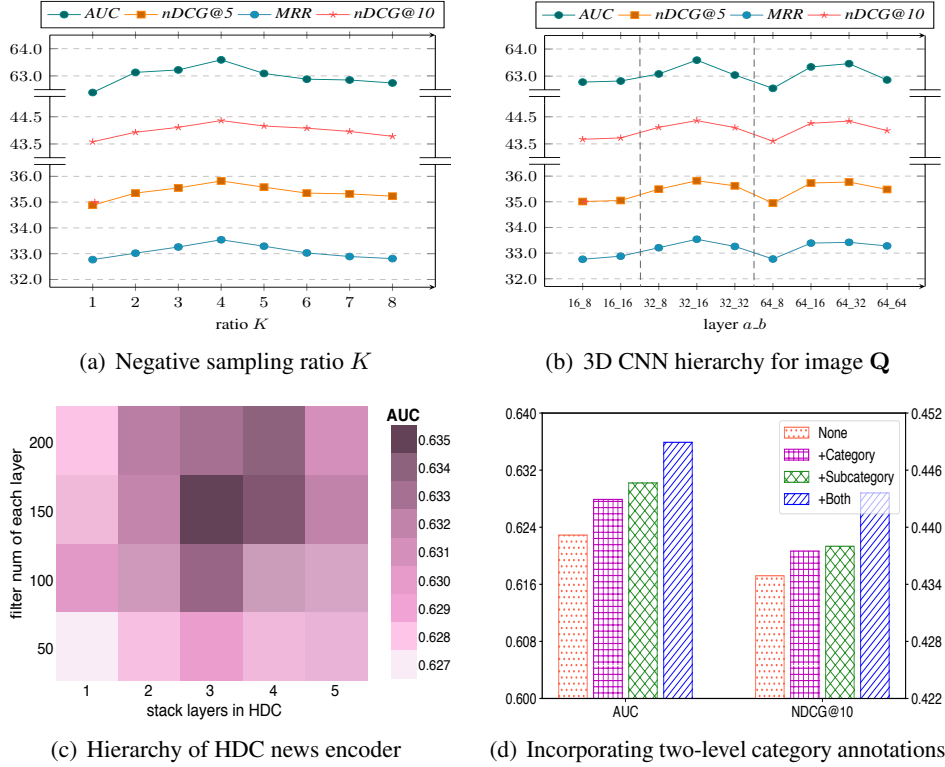 AUC nDCG@5 MRR nDCG@10
64.0
63.0
44.5
43.5
36.0
35.0
33.0
32.0
1 2 3 4 5 6 7 8
ratio K
(a) Negative sampling ratio K
AUC nDCG@5 MRR nDCG@10
64.0
63.0
44.5
43.5
36.0
35.0
33.0
32.0
16_8 16_16 32_8 32_16 32_32 64_8 64_16 64_32 64_64
layer a_b
(b) 3D CNN hierarchy for image Q
filter num of each layer
200
150
100
50
1 2 3 4 5
stack layers in HDC
AUC
0.635
0.634
0.633
0.632
0.631
0.630
0.629
0.628
0.627
(c) Hierarchy of HDC news encoder
0.640
0.632
0.624
0.616
0.608
0.600
None
+Category
+Subcategory
+Both
0.452
0.446
0.440
0.434
0.428
0.422
AUC NDCG@10
(d) Incorporating two-level category annotations